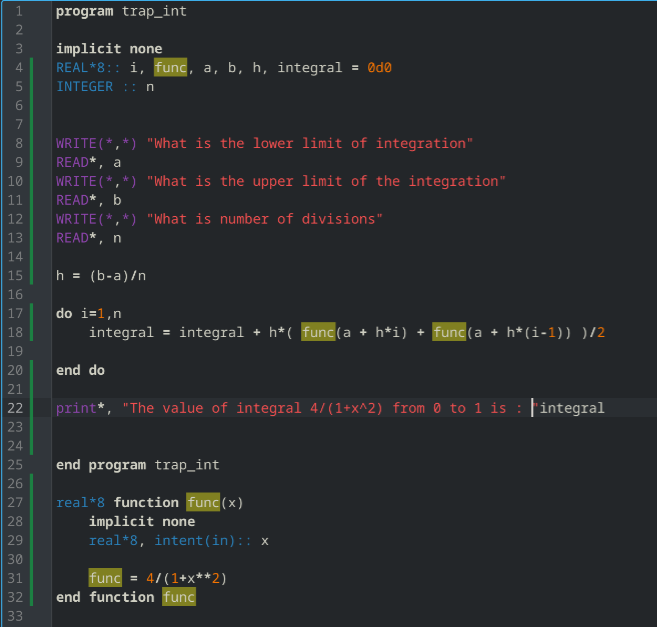 1 program trap_int
2
3 implicit none
4 REAL*8:: i, func, a, b, h, integral = 0d0
5 INTEGER :: n
6
7
8 WRITE(*,*) "What is the lower limit of integration"
9 READ*, a
10 WRITE(*,*) "What is the upper limit of the integration"
11 READ*, b
12 WRITE(*,*) "What is number of divisions"
13 READ*, n
14
15 h = (b-a)/n
16
17 do i=1,n
18     integral = integral + h*( func(a + h*i) + func(a + h*(i-1)) )/2
19
20 end do
21
22 print*, "The value of integral 4/(1+x^2) from 0 to 1 is : "integral
23
24
25 end program trap_int
26
27 real*8 function func(x)
28     implicit none
29     real*8, intent(in):: x
30
31     func = 4/(1+x**2)
32 end function func
33